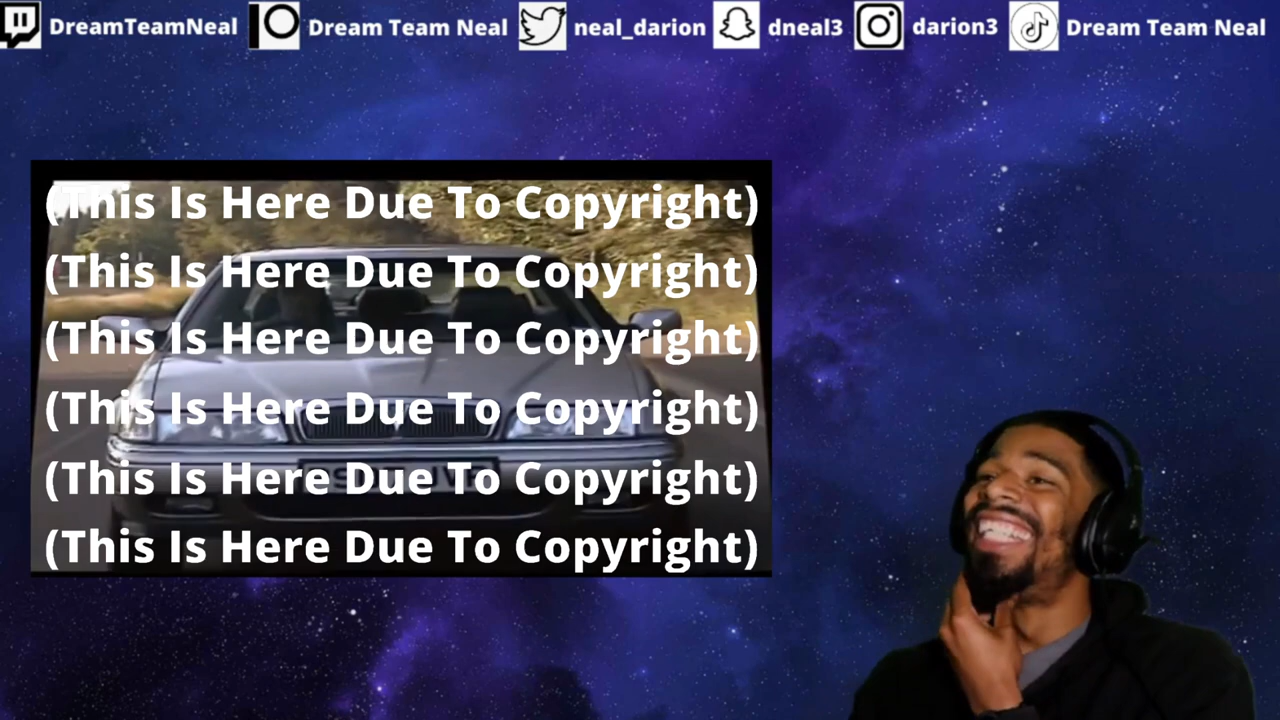 DreamTeamNeal Dream Team Neal neal_darion dneal3 darion3 Dream Team Neal
(This Is Here Due To Copyright)
(This Is Here Due To Copyright)
(This Is Here Due To Copyright)
(This Is Here Due To Copyright)
(This Is Here Due To Copyright)
(This Is Here Due To Copyright)